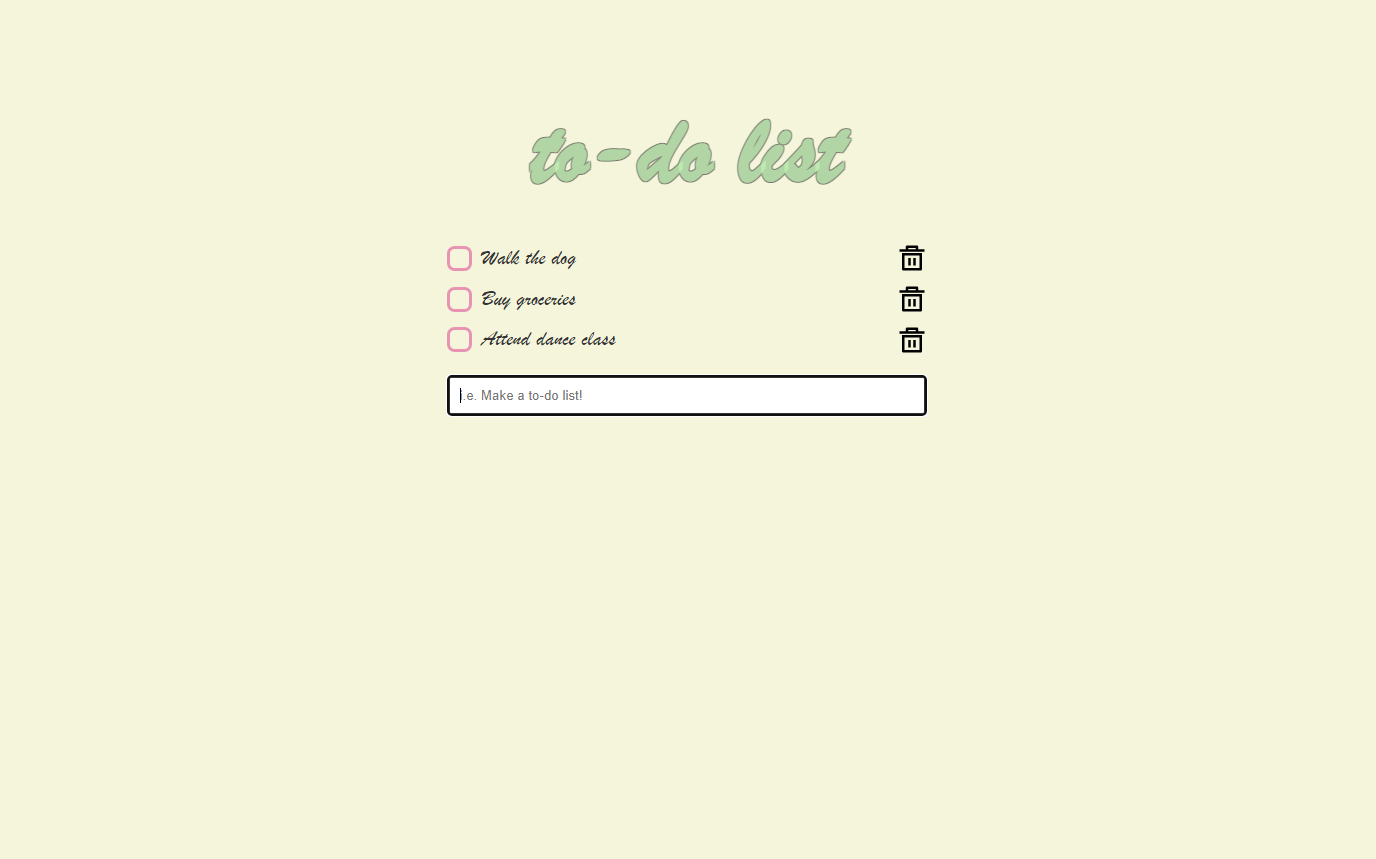 to-do list
Walk the dog
Buy groceries
Attend dance class
i.e. Make a to-do list!